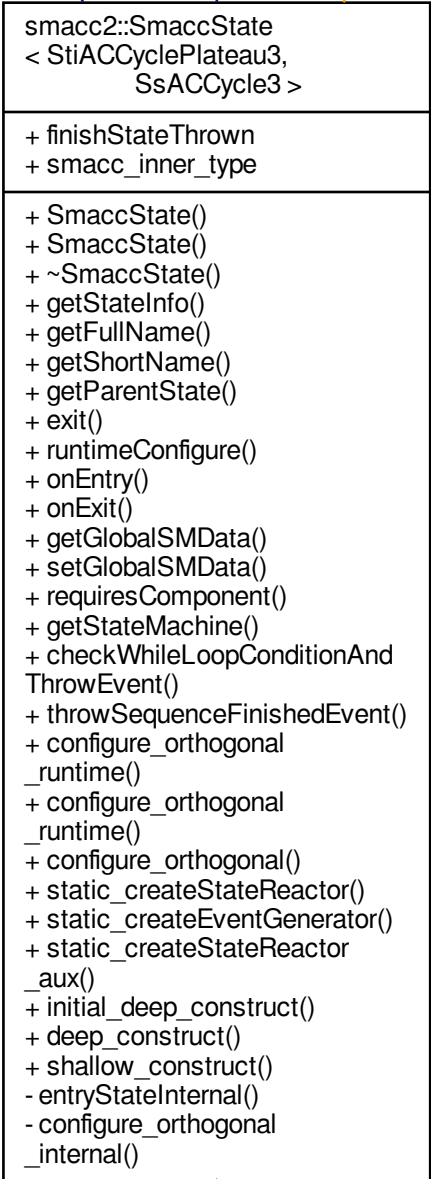 smacc2::SmaccState
< StiACCyclePlateau3,
SsACCycle3 >
+ finishStateThrown
+ smacc_inner_type
+ SmaccState()
+ SmaccState()
+ ~SmaccState()
+ getStateInfo()
+ getFullName()
+ getShortName()
+ getParentState()
+ exit()
+ runtimeConfigure()
+ onEntry()
+ onExit()
+ getGlobalSMData()
+ setGlobalSMData()
+ requiresComponent()
+ getStateMachine()
+ checkWhileLoopConditionAnd
ThrowEvent()
+ throwSequenceFinishedEvent()
+ configure_orthogonal
_runtime()
+ configure_orthogonal
_runtime()
+ configure_orthogonal()
+ static_createStateReactor()
+ static_createEventGenerator()
+ static_createStateReactor
_aux()
+ initial_deep_construct()
+ deep_construct()
+ shallow_construct()
- entryStateInternal()
- configure_orthogonal
_internal()